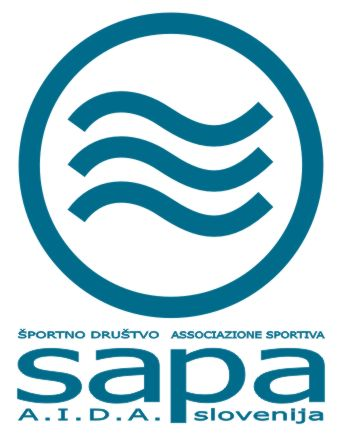 ŠPORTNO DRUŠTVO ASSOCIAZIONE SPORTIVA
sapa
A.I.D.A. slovenija